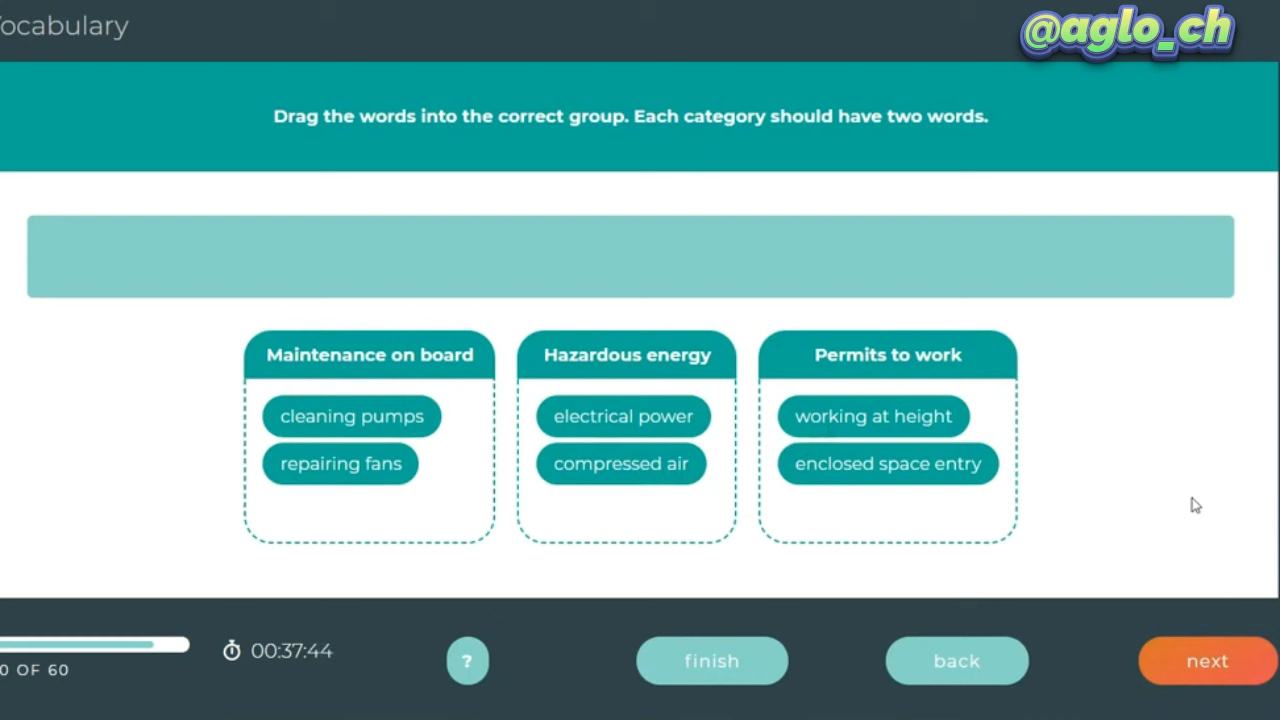 ocabulary
@aglo_ch
Drag the words into the correct group. Each category should have two words.
Maintenance on board
cleaning pumps
repairing fans
Hazardous energy
electrical power
compressed air
Permits to work
working at height
enclosed space entry
0 OF 60
00:37:44
?
finish
back
next